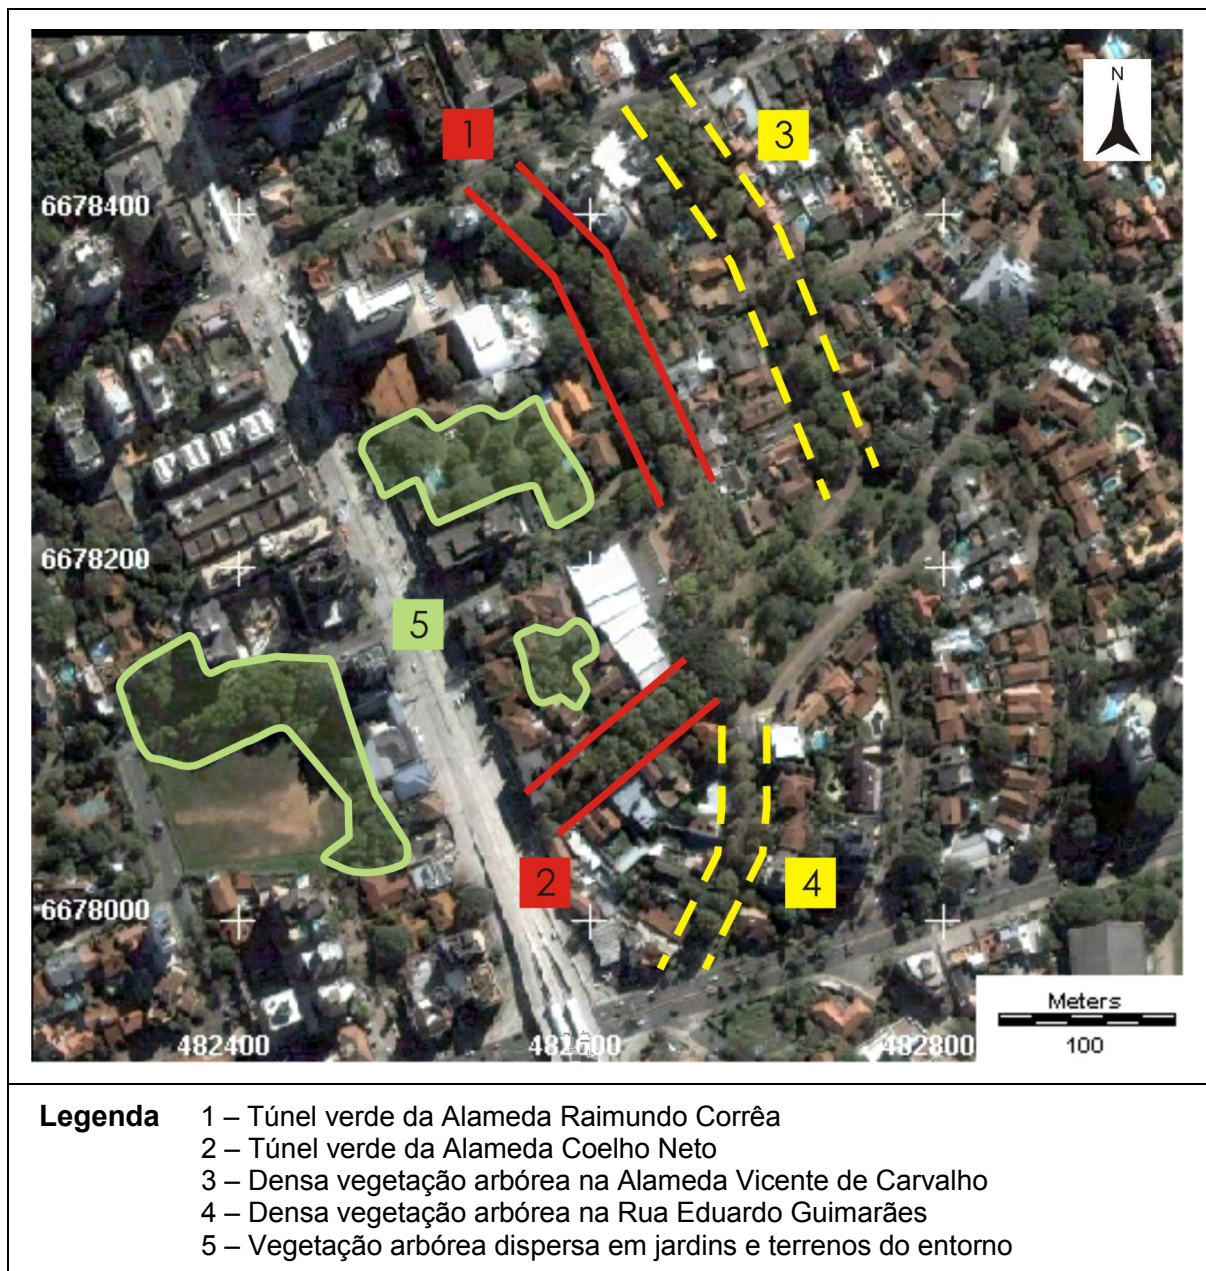 N
1
3
6678400
6678200
5
2
4
6678000
Meters
100
482400
482600
482800
Legenda
1 – Túnel verde da Alameda Raimundo Corrêa
2 – Túnel verde da Alameda Coelho Neto
3 – Densa vegetação arbórea na Alameda Vicente de Carvalho
4 – Densa vegetação arbórea na Rua Eduardo Guimarães
5 – Vegetação arbórea dispersa em jardins e terrenos do entorno